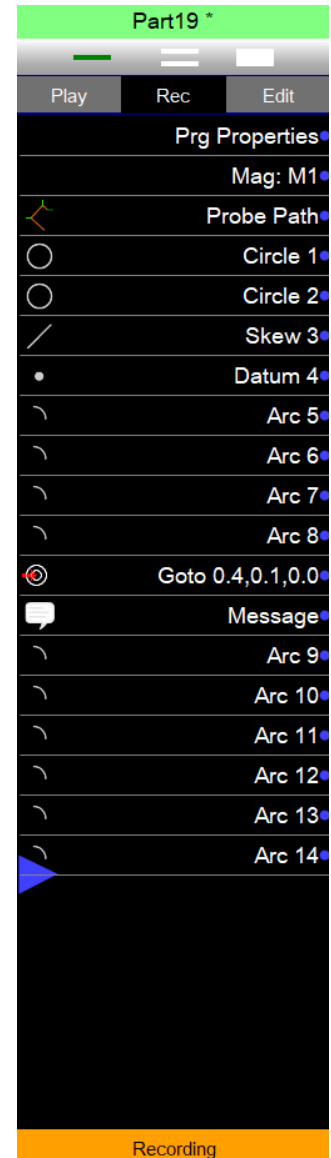 Part19 *
Play Rec Edit
Prg Properties
Mag: M1
Probe Path
Circle 1
Circle 2
Skew 3
Datum 4
Arc 5
Arc 6
Arc 7
Arc 8
Goto 0.4,0.1,0.0
Message
Arc 9
Arc 10
Arc 11
Arc 12
Arc 13
Arc 14
Recording